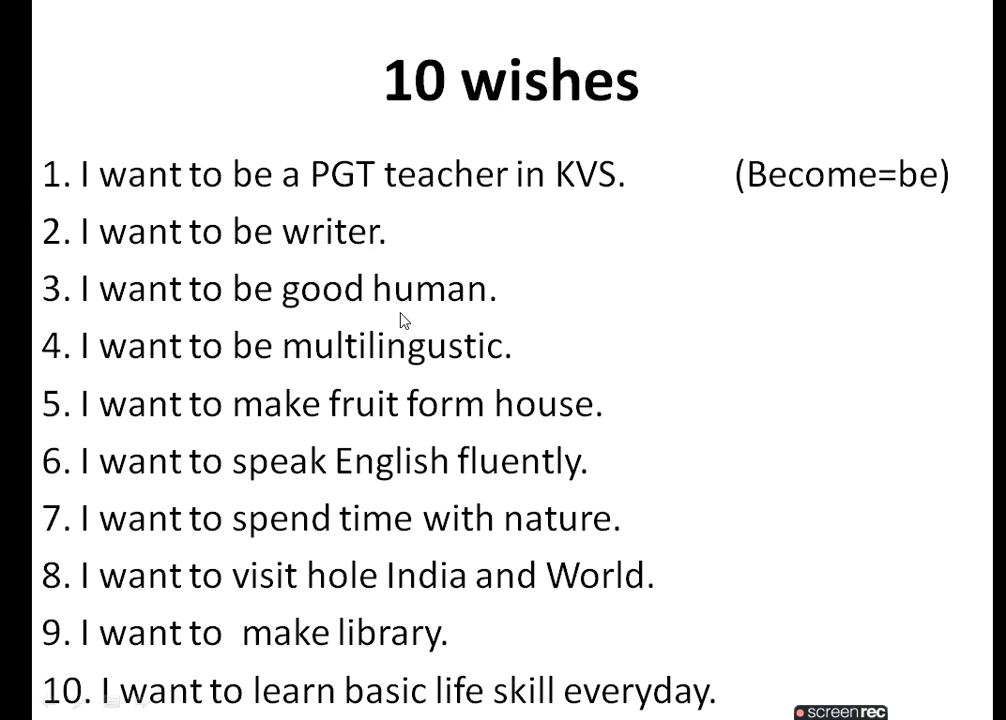 10 wishes
1. I want to be a PGT teacher in KVS. (Become=be)
2. I want to be writer.
3. I want to be good human.
4. I want to be multilingustic.
5. I want to make fruit form house.
6. I want to speak English fluently.
7. I want to spend time with nature.
8. I want to visit hole India and World.
9. I want to make library.
10. I want to learn basic life skill everyday.
screenrec